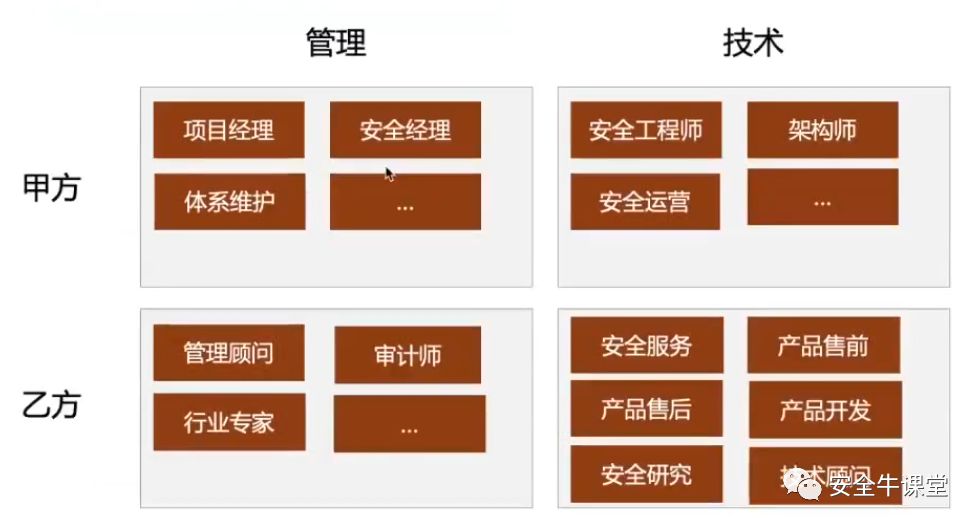 管理 技术
甲方
项目经理 安全经理 安全工程师 架构师
体系维护 ... 安全运营 ...
乙方
管理顾问 审计师 安全服务 产品售前
行业专家 ... 产品售后 产品开发
安全研究 技术顾问
安全牛课堂